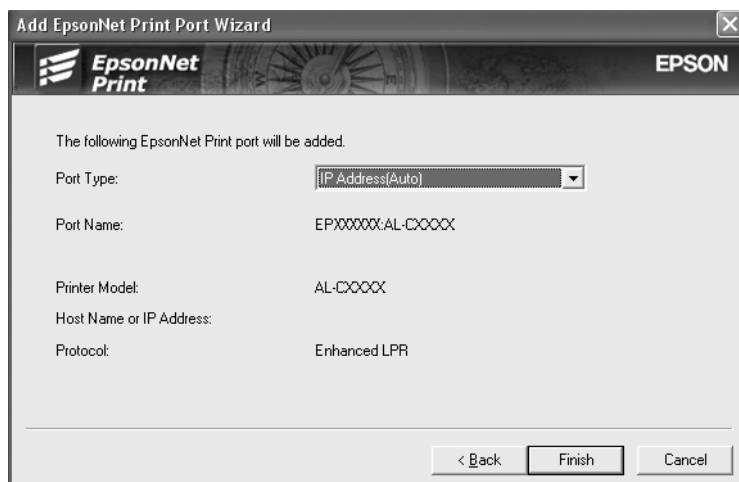 Add EpsonNet Print Port Wizard
EpsonNet
Print
EPSON
The following EpsonNet Print port will be added.
Port Type: IP Address(Auto)
Port Name: EPXXXXXX:AL-CXXXX
Printer Model: AL-CXXXX
Host Name or IP Address:
Protocol: Enhanced LPR
< Back Finish Cancel